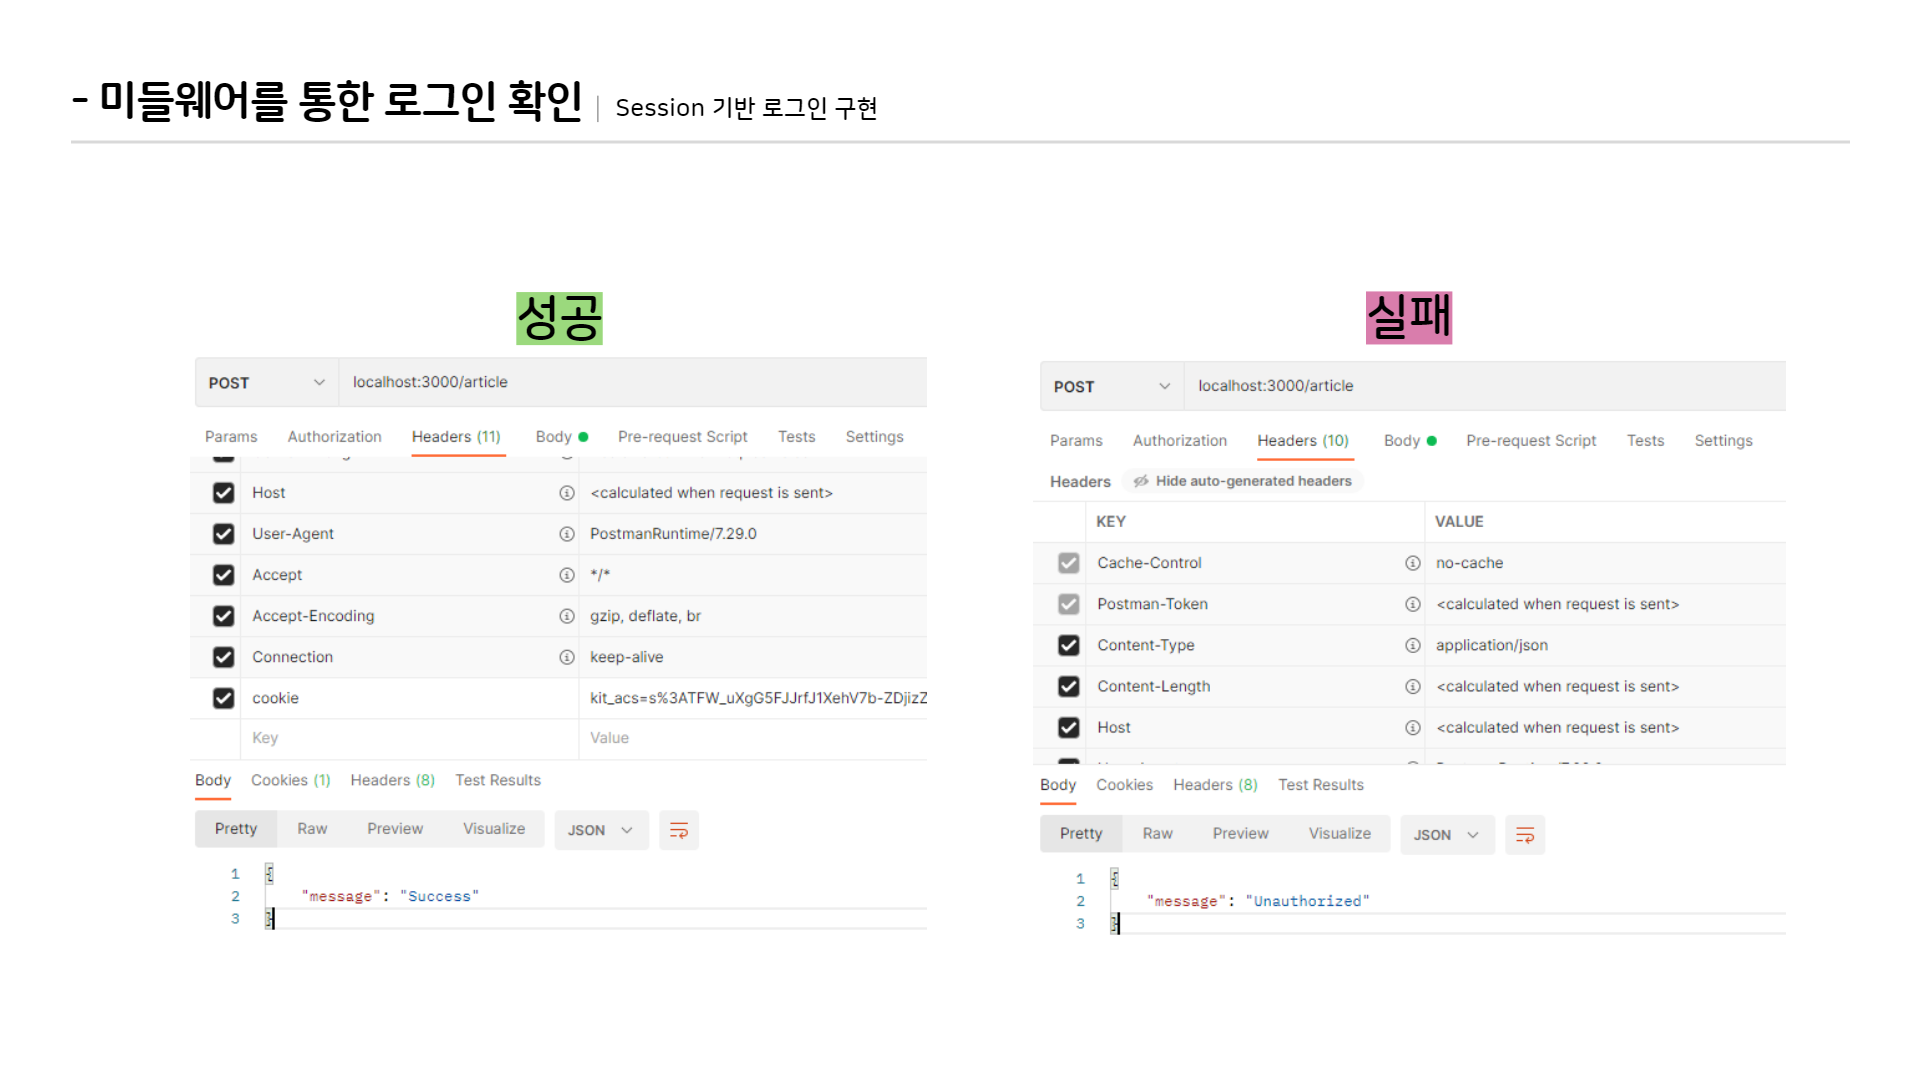 - 미들웨어를 통한 로그인 확인 | Session 기반 로그인 구현
성공
POST localhost:3000/article
Params Authorization Headers (11) Body Pre-request Script Tests Settings
Host <calculated when request is sent>
User-Agent PostmanRuntime/7.29.0
Accept */*
Accept-Encoding gzip, deflate, br
Connection keep-alive
cookie kit_acs=s%3ATFW_uXgG5FJJrfJ1XehV7b-ZDjizZ
Key Value
Body Cookies (1) Headers (8) Test Results
Pretty Raw Preview Visualize JSON
1 {
2 "message": "Success"
3 }
실패
POST localhost:3000/article
Params Authorization Headers (10) Body Pre-request Script Tests Settings
Headers Hide auto-generated headers
KEY VALUE
Cache-Control no-cache
Postman-Token <calculated when request is sent>
Content-Type application/json
Content-Length <calculated when request is sent>
Host <calculated when request is sent>
Body Cookies Headers (8) Test Results
Pretty Raw Preview Visualize JSON
1 {
2 "message": "Unauthorized"
3 }